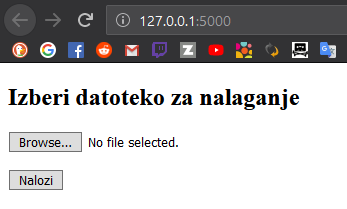 127.0.0.1:5000
Izberi datoteko za nalaganje
Browse... No file selected.
Nalozi